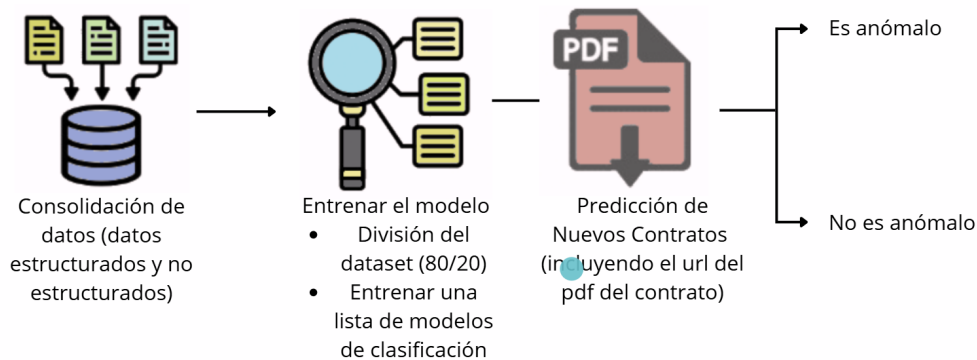 Consolidación de
datos (datos
estructurados y no
estructurados)
Entrenar el modelo
• División del
dataset (80/20)
• Entrenar una
lista de modelos
de clasificación
PDF
Predicción de
Nuevos Contratos
(incluyendo el url del
pdf del contrato)
Es anómalo
No es anómalo